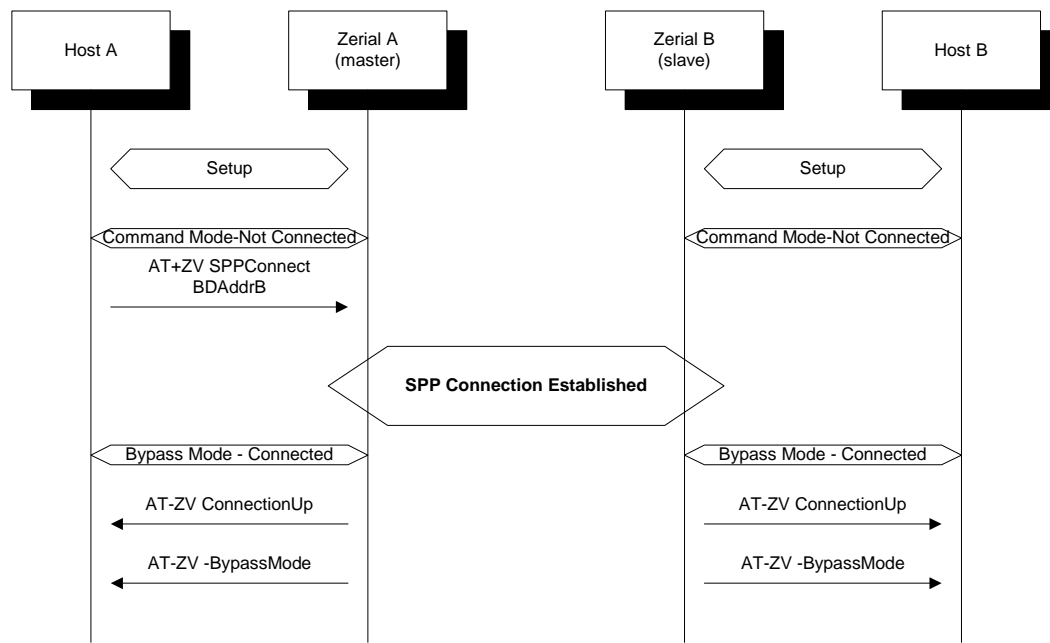 Host A
Zerial A
(master)
Zerial B
(slave)
Host B
Setup
Setup
Command Mode-Not Connected
Command Mode-Not Connected
AT+ZV SPPConnect
BDAddrB
SPP Connection Established
Bypass Mode - Connected
Bypass Mode - Connected
AT-ZV ConnectionUp
AT-ZV ConnectionUp
AT-ZV -BypassMode
AT-ZV -BypassMode